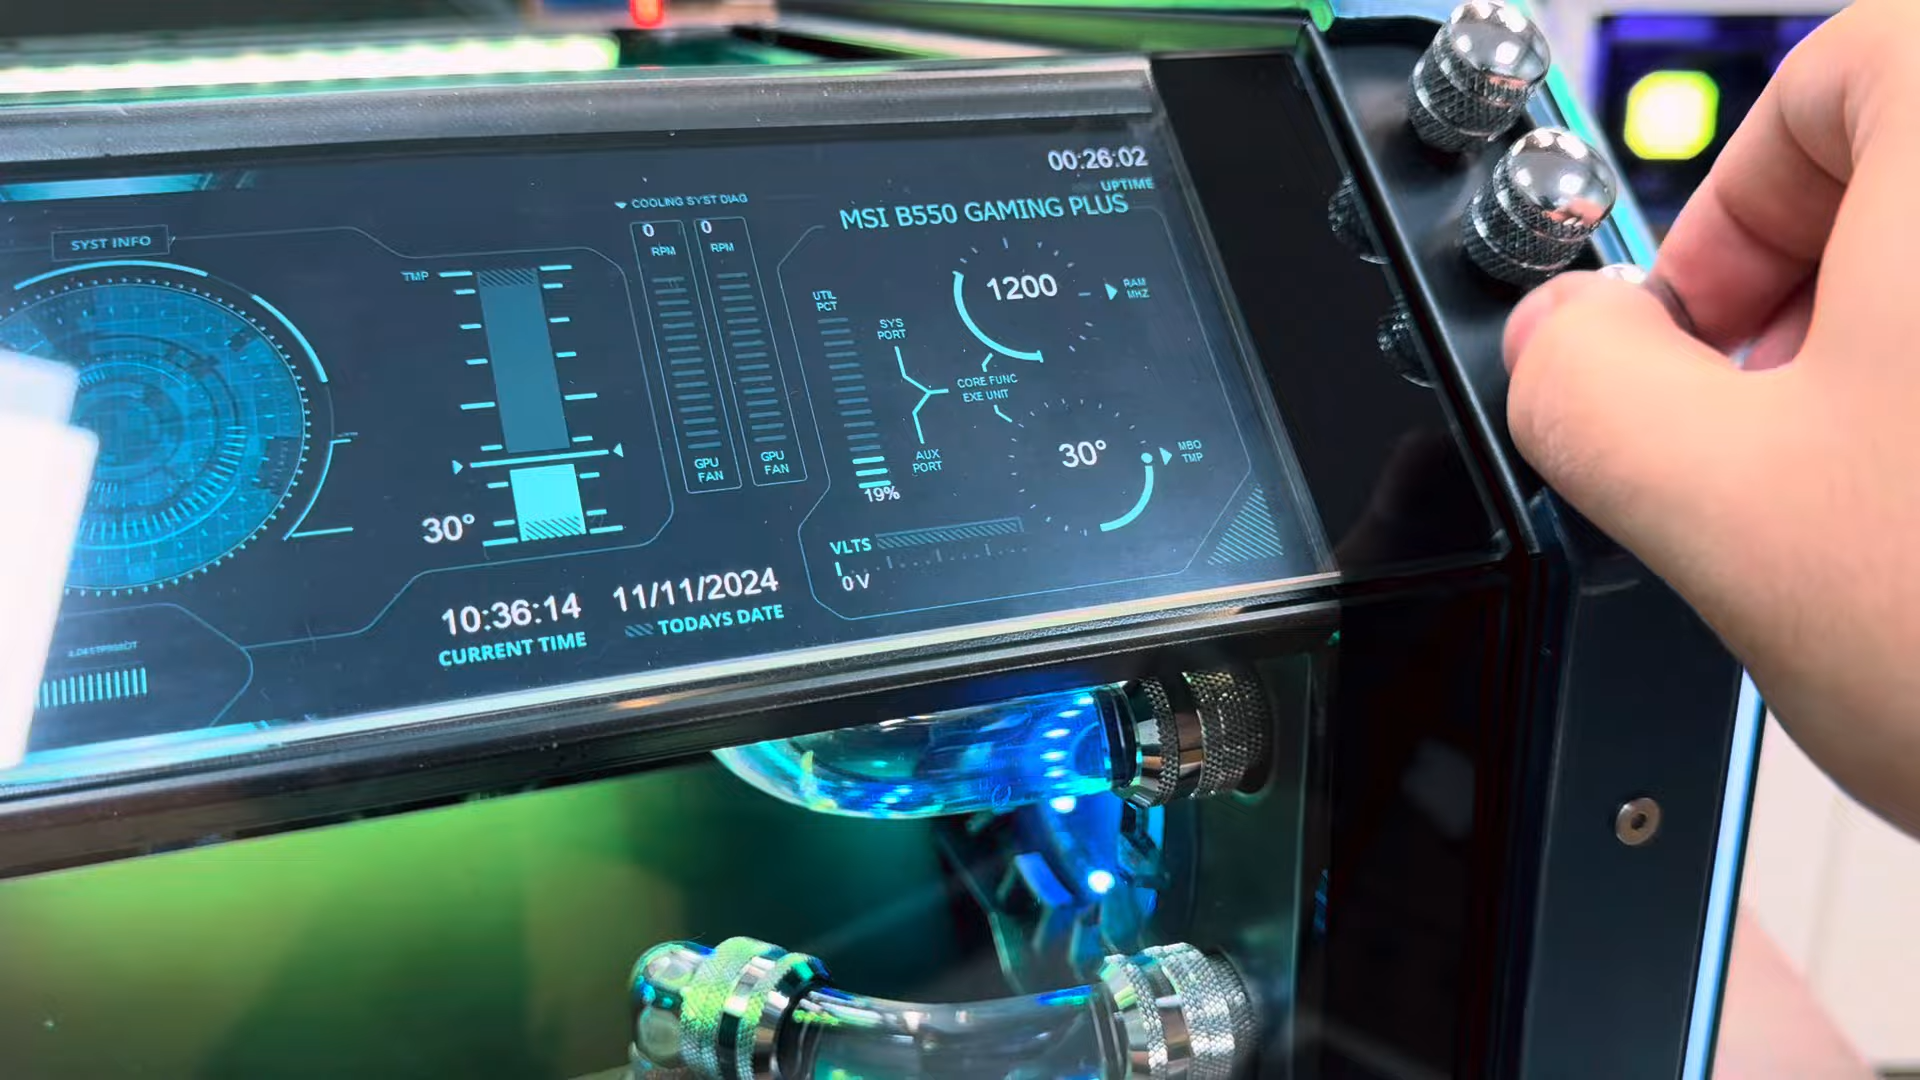 00:26:02
UPTIME
COOLING SYST DIAG
MSI B550 GAMING PLUS
SYST INFO
TMP
0
RPM
0
RPM
1200
RAM
MHZ
UTIL
PCT
SYS
PORT
CORE FUNC
EXE UNIT
30°
MBO
TMP
AUX
PORT
GPU
FAN
GPU
FAN
19%
30°
VLTS
0 V
10:36:14
CURRENT TIME
11/11/2024
TODAYS DATE